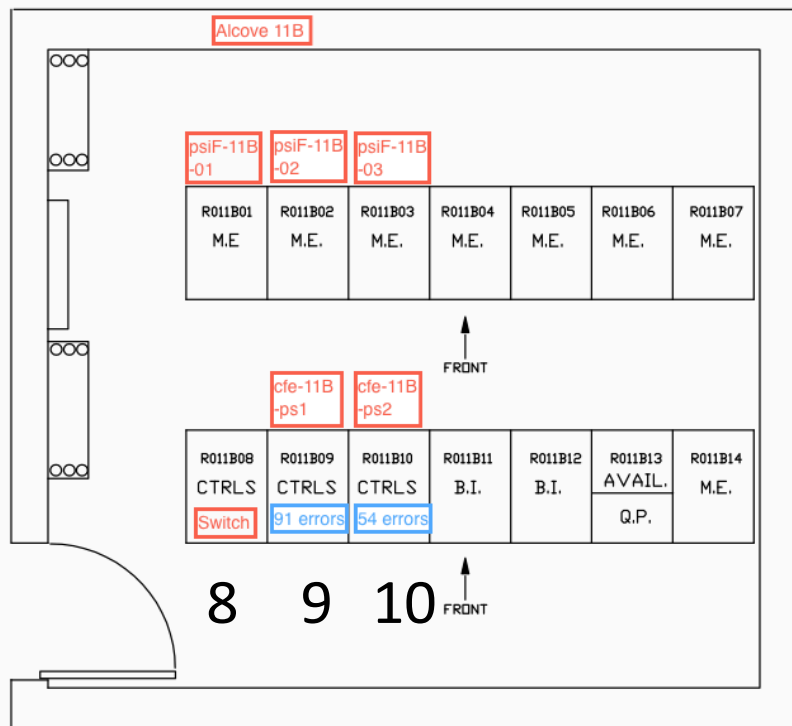 Alcove 11B
psiF-11B
-01
psiF-11B
-02
psiF-11B
-03
R011B01
M.E
R011B02
M.E.
R011B03
M.E.
R011B04
M.E.
R011B05
M.E.
R011B06
M.E.
R011B07
M.E.
FRONT
cfe-11B
-ps1
cfe-11B
-ps2
R011B08
CTRLS
Switch
R011B09
CTRLS
91 errors
R011B10
CTRLS
54 errors
R011B11
B.I.
R011B12
B.I.
R011B13
AVAIL.
Q.P.
R011B14
M.E.
8 9 10
FRONT